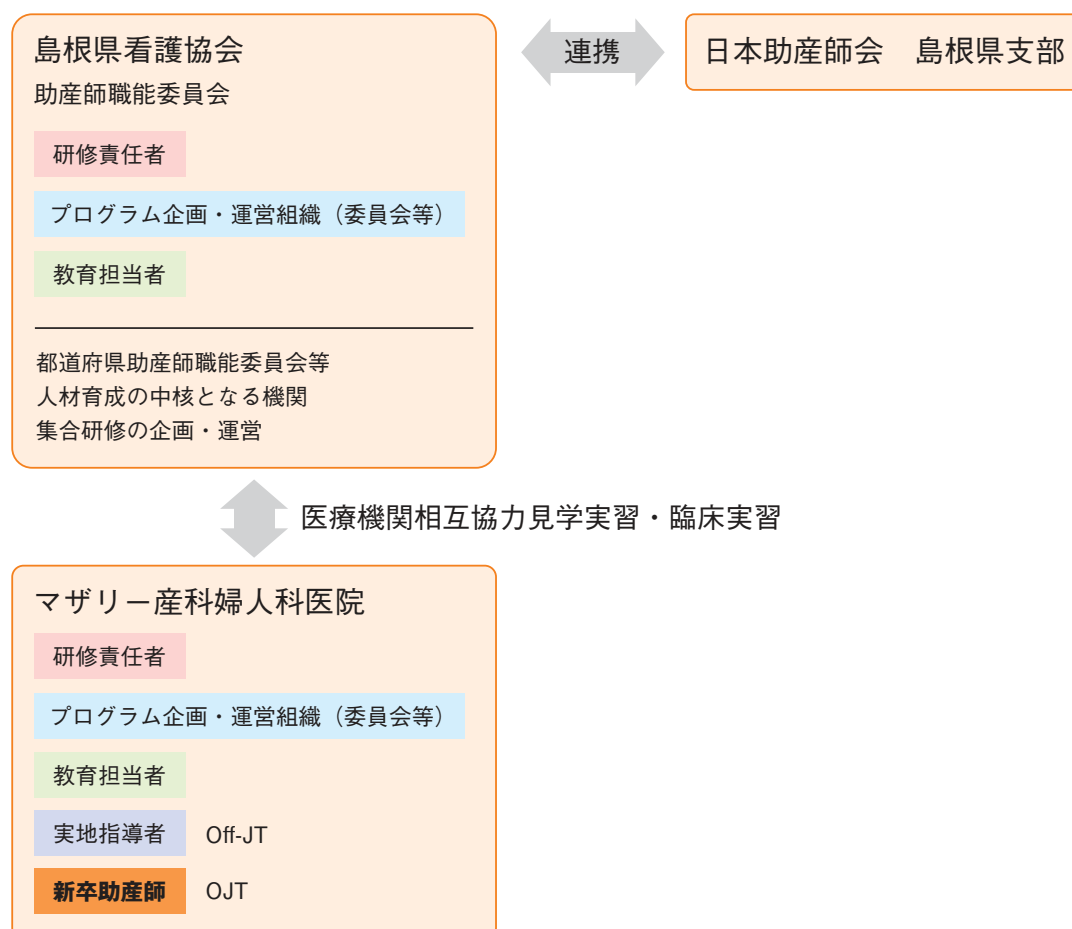 島根県看護協会
助産師職能委員会
研修責任者
プログラム企画・運営組織（委員会等）
教育担当者
都道府県助産師職能委員会等
人材育成の中核となる機関
集合研修の企画・運営
連携
日本助産師会　島根県支部
医療機関相互協力見学実習・臨床実習
マザリー産科婦人科医院
研修責任者
プログラム企画・運営組織（委員会等）
教育担当者
実地指導者 Off-JT
新卒助産師 OJT